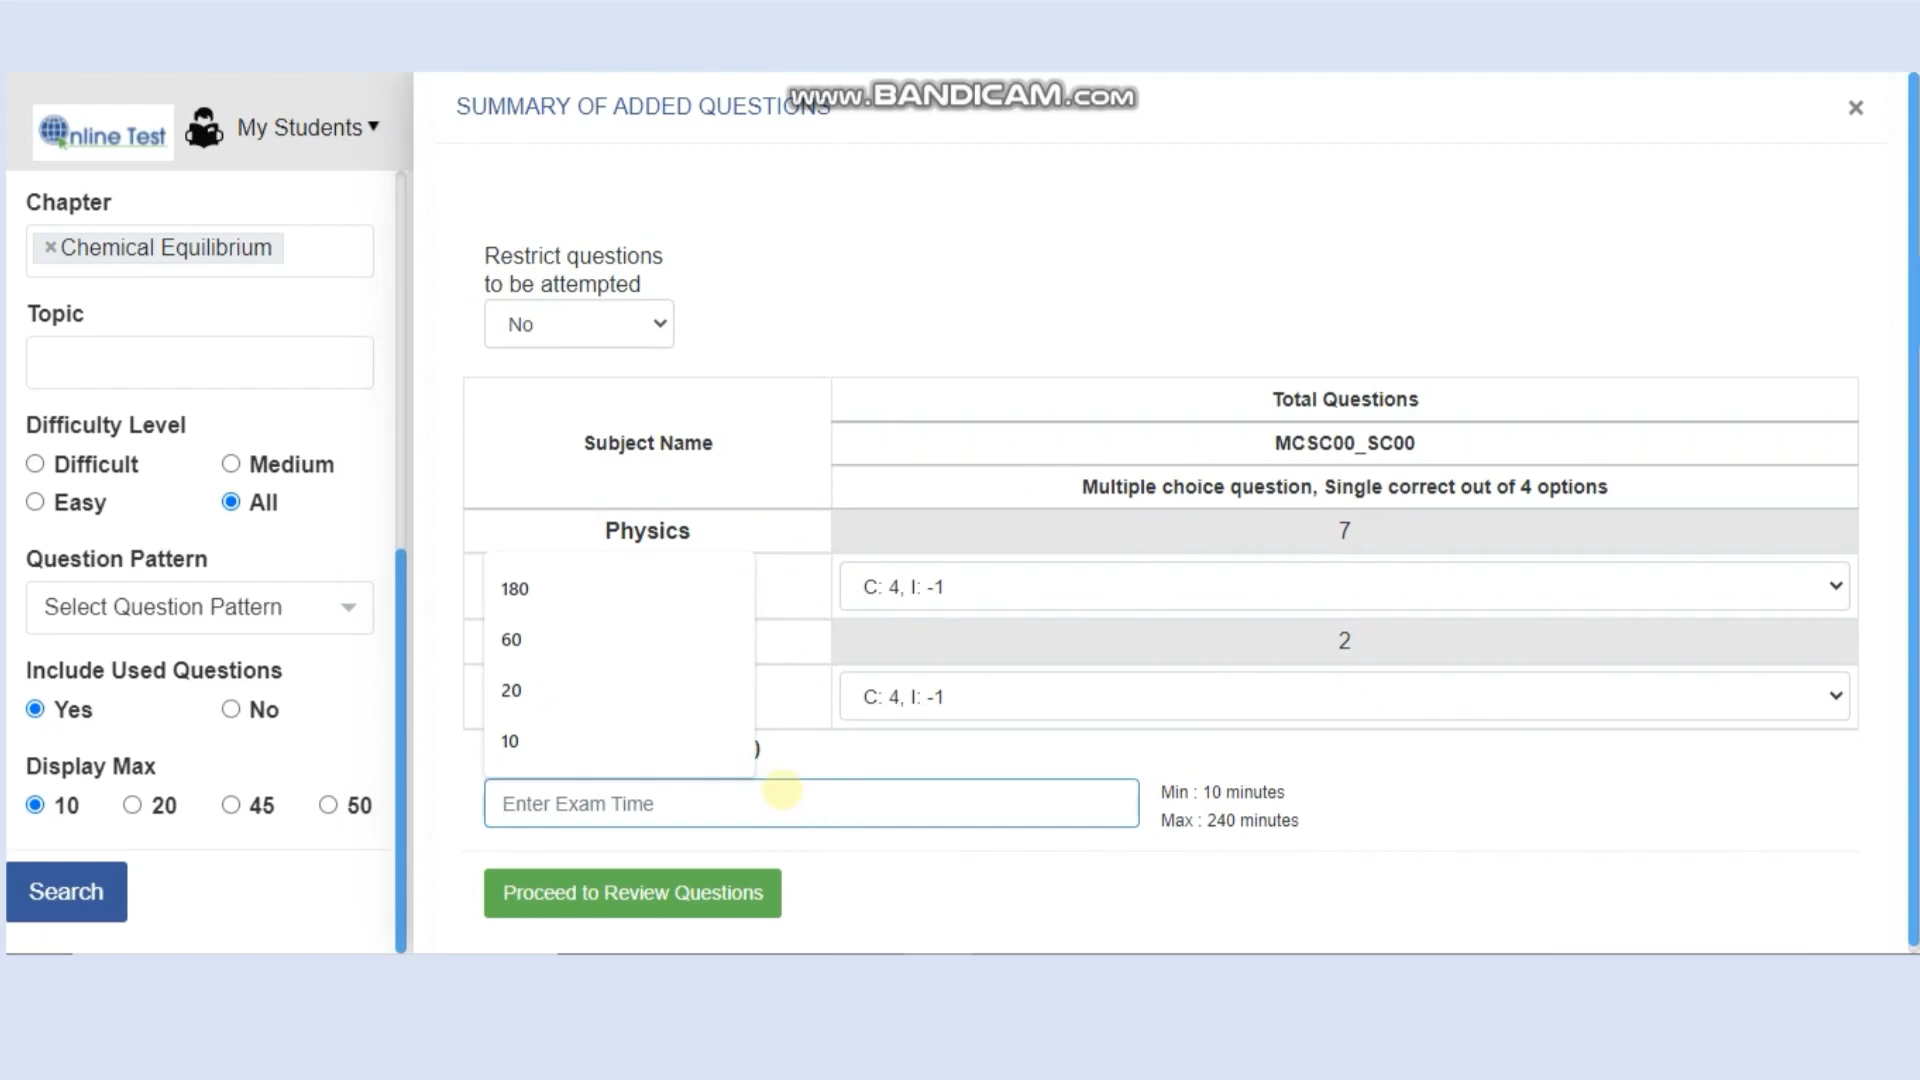 www.BANDICAM.com
nline Test
My Students
Chapter
×Chemical Equilibrium
Topic
Difficulty Level
Difficult
Medium
Easy
All
Question Pattern
Select Question Pattern
Include Used Questions
Yes
No
Display Max
10
20
45
50
Search
SUMMARY OF ADDED QUESTIONS
×
Restrict questions
to be attempted
No
Subject Name
Total Questions
MCSC00_SC00
Multiple choice question, Single correct out of 4 options
Physics
7
C: 4, I: -1
2
C: 4, I: -1
180
60
20
10
)
Enter Exam Time
Min : 10 minutes
Max : 240 minutes
Proceed to Review Questions